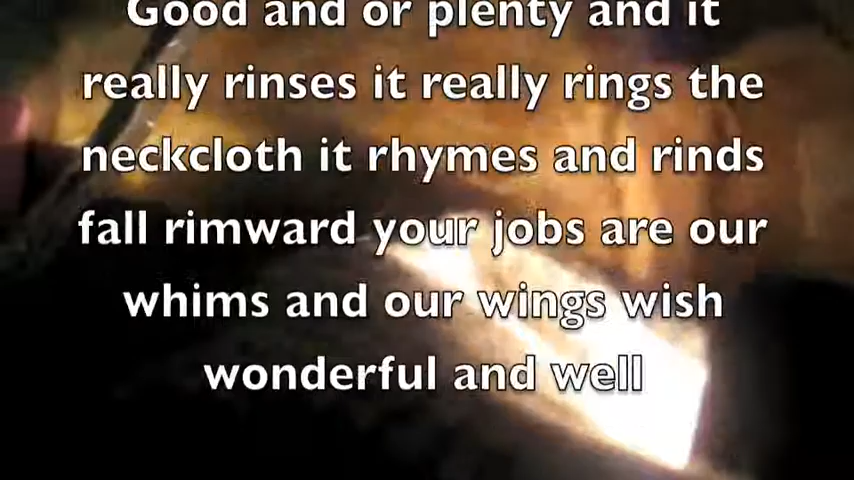 Good and or plenty and it
really rinses it really rings the
neckcloth it rhymes and rinds
fall rimward your jobs are our
whims and our wings wish
wonderful and well